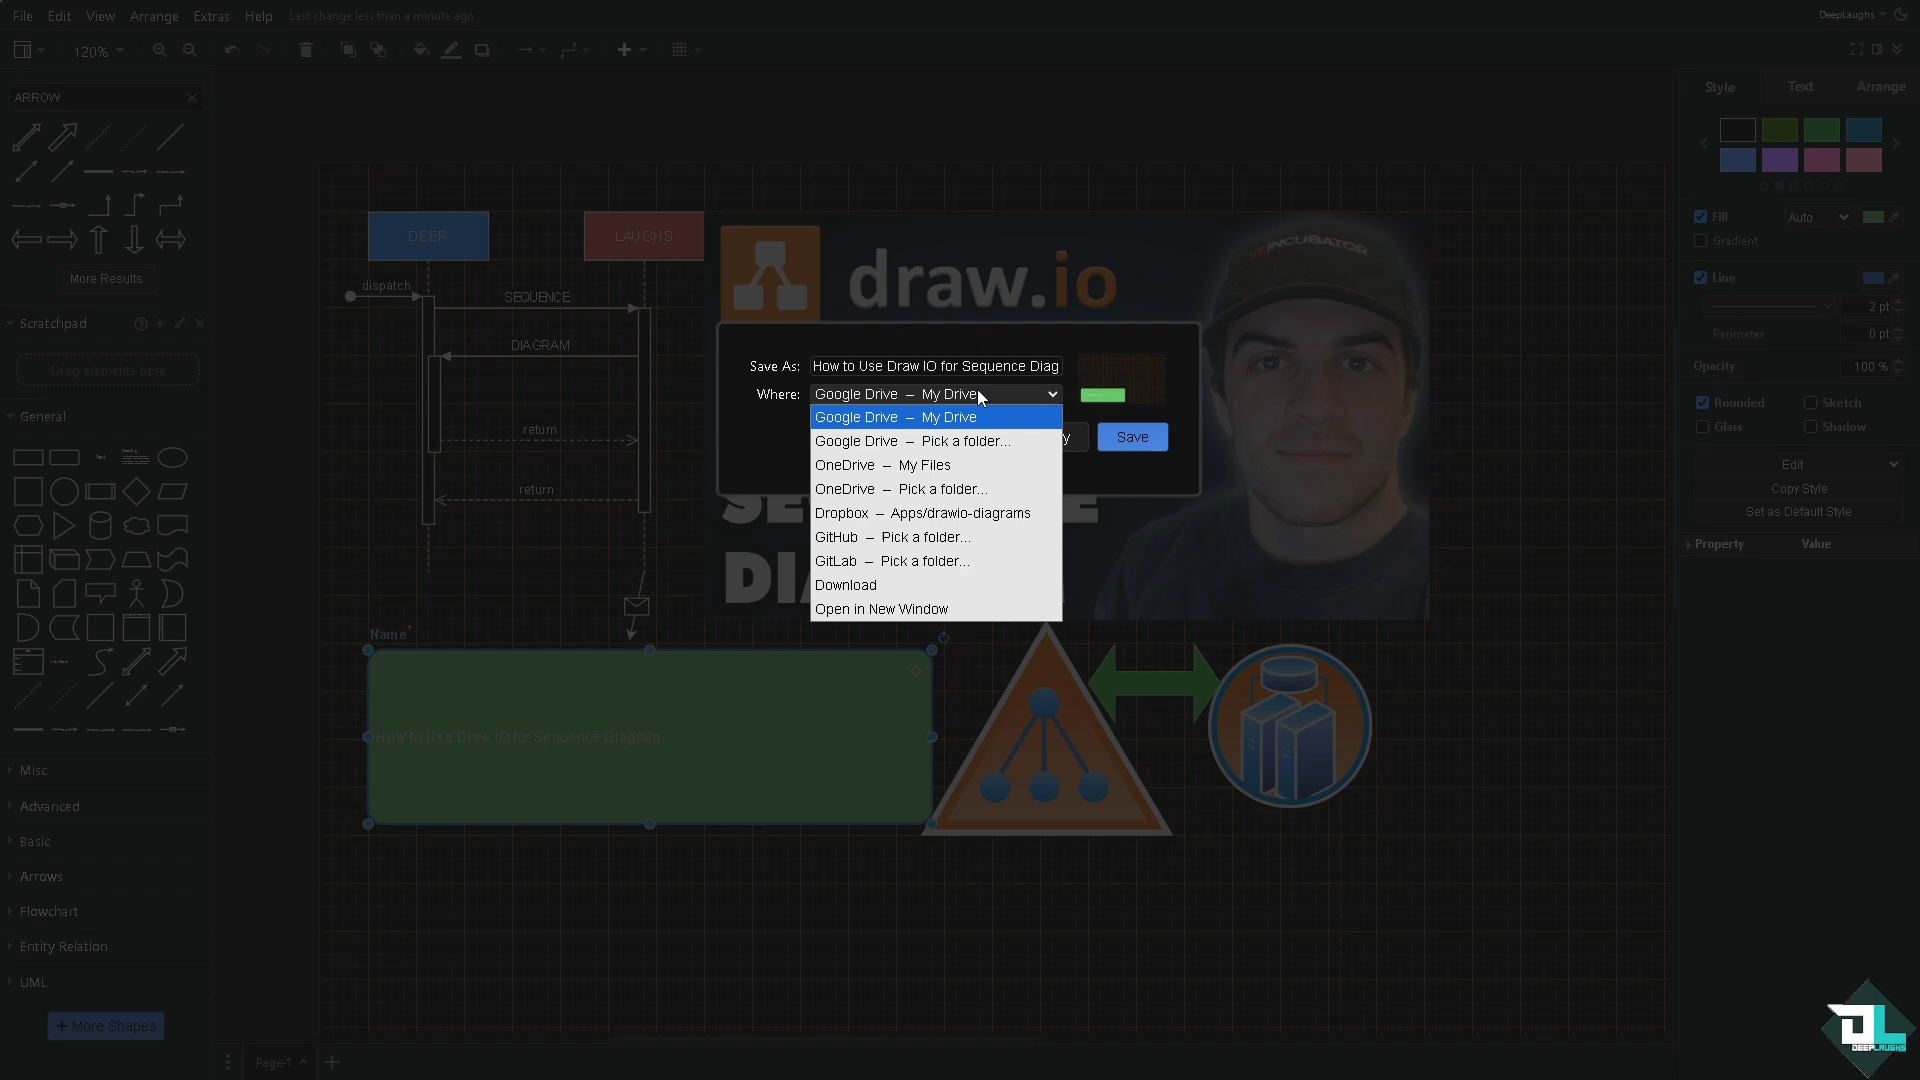 File Edit View Arrange Extras Help Last change less than a minute ago DeepLaughs
120%
ARROW
Style Text Arrange
More Results
Scratchpad
Drag elements here
General
Misc
Advanced
Basic
Arrows
Flowchart
Entity Relation
UML
+ More Shapes
DEEP LAUGHS
dispatch SEQUENCE
DIAGRAM
return
return
draw.io
INCUBATOR
Save As: How to Use Draw IO for Sequence Diag
Where: Google Drive – My Drive
Google Drive – My Drive
Google Drive – Pick a folder...
OneDrive – My Files
OneDrive – Pick a folder...
Dropbox – Apps/drawio-diagrams
GitHub – Pick a folder...
GitLab – Pick a folder...
Download
Open in New Window
Save
Name
How to Use Draw IO for Sequence Diagram
Fill Auto
Gradient
Line
2 pt
Perimeter 0 pt
Opacity 100 %
Rounded Sketch
Glass Shadow
Edit
Copy Style
Set as Default Style
Property Value
Page-1
DL
DEEPLAUGHS